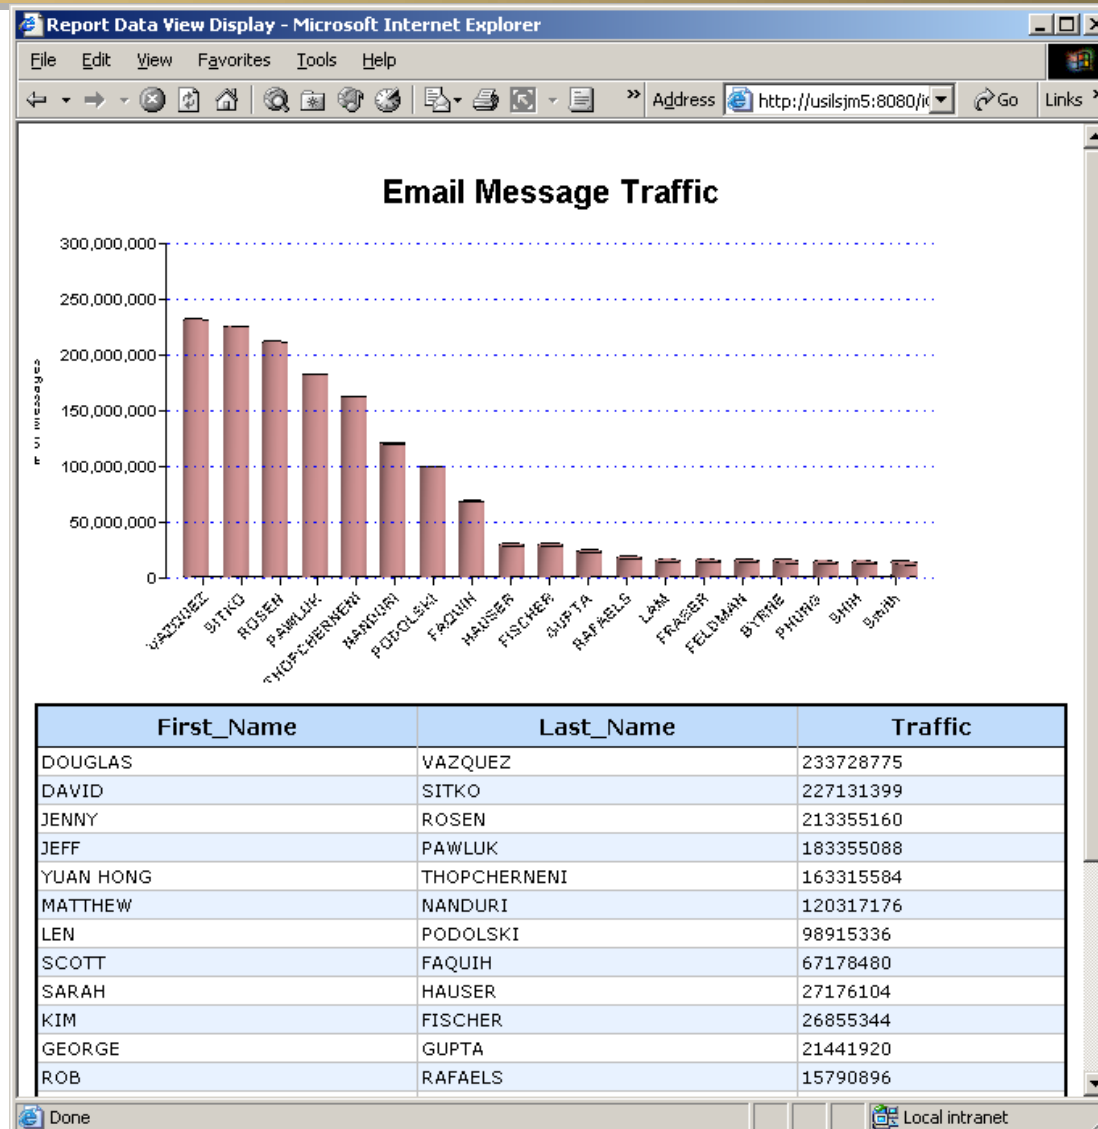 Report Data View Display - Microsoft Internet Explorer
File Edit View Favorites Tools Help
» Address http://usilsjm5:8080/i Go Links »
Email Message Traffic
300,000,000
250,000,000
200,000,000
150,000,000
100,000,000
50,000,000
0
# of Messages
VAZQUEZ SITKO ROSEN PAWLUK THOPCHERNENI NANDURI PODOLSKI FAQUIH HAUSER FISCHER GUPTA RAFAELS LAM FRASER FELDMAN BYRNE PHUNG SHIH Smith
First_Name Last_Name Traffic
DOUGLAS VAZQUEZ 233728775
DAVID SITKO 227131399
JENNY ROSEN 213355160
JEFF PAWLUK 183355088
YUAN HONG THOPCHERNENI 163315584
MATTHEW NANDURI 120317176
LEN PODOLSKI 98915336
SCOTT FAQUIH 67178480
SARAH HAUSER 27176104
KIM FISCHER 26855344
GEORGE GUPTA 21441920
ROB RAFAELS 15790896
Done Local intranet